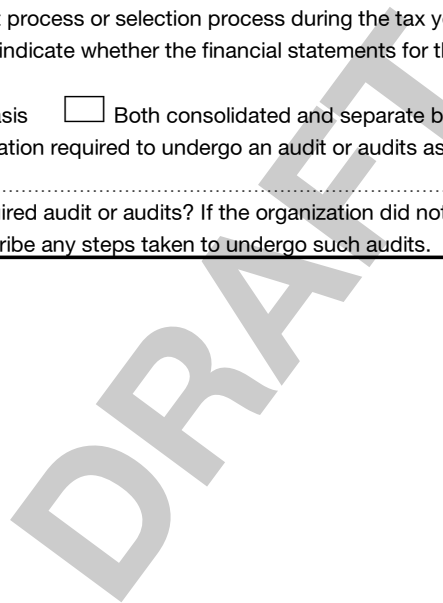 t process or selection process during the tax y
indicate whether the financial statements for t
asis Both consolidated and separate b
ation required to undergo an audit or audits as
ired audit or audits? If the organization did not
ribe any steps taken to undergo such audits.
DRAFT